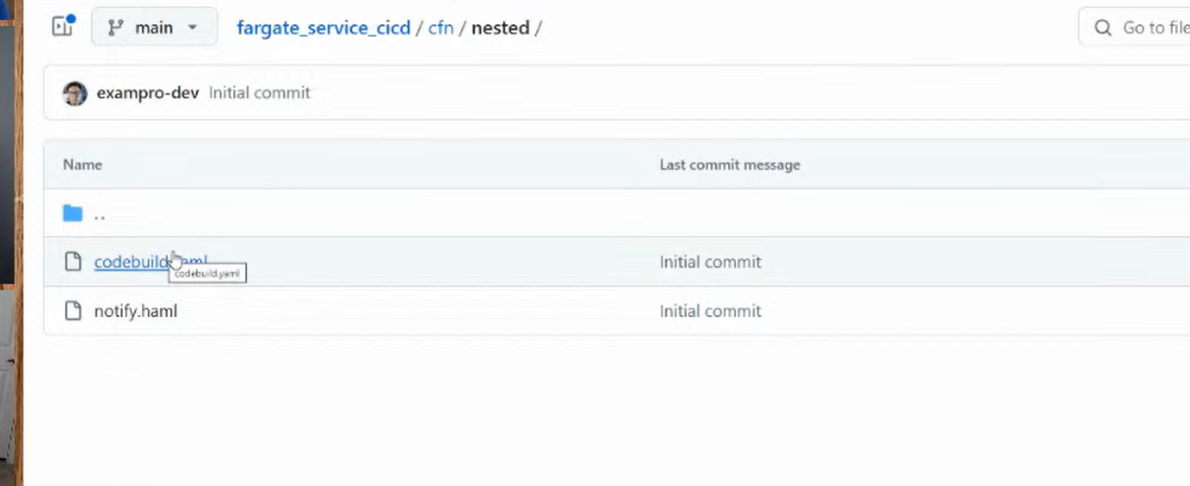 main
fargate_service_cicd / cfn / nested /
Go to file
exampro-dev Initial commit
Name Last commit message
..
codebuild.yaml Initial commit
codebuild.yaml
notify.haml Initial commit